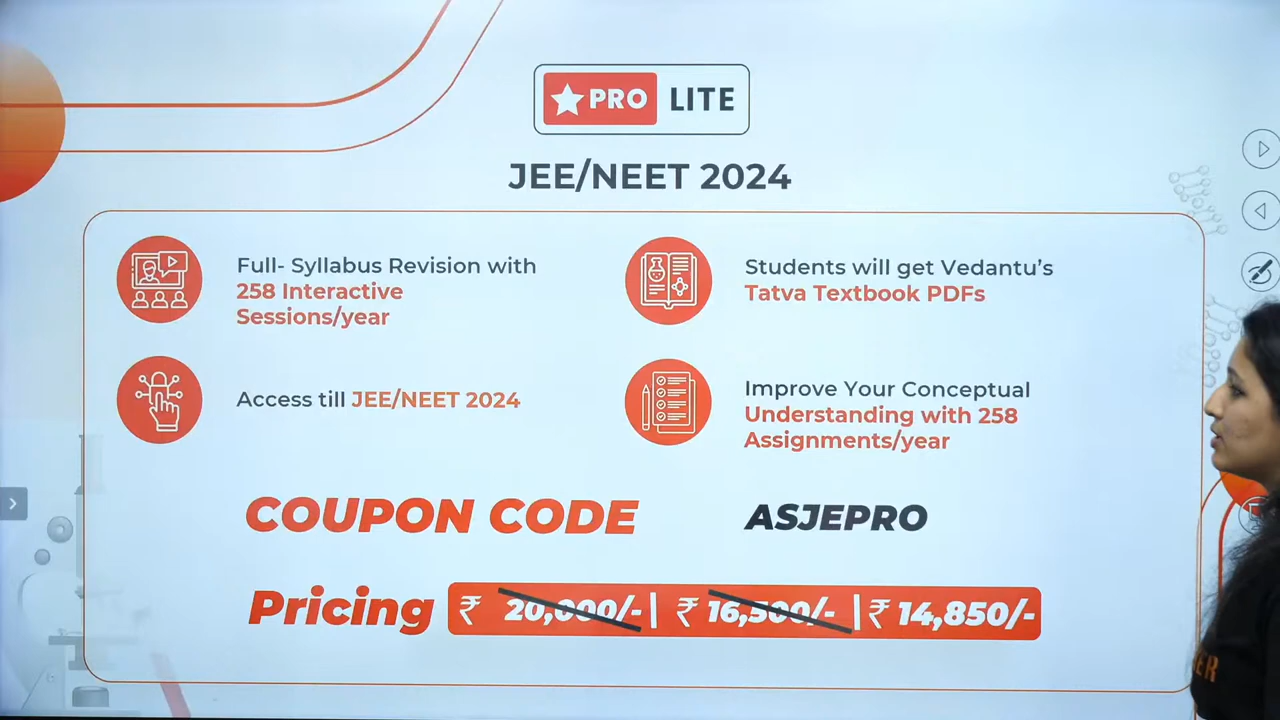 PRO LITE
JEE/NEET 2024
Full- Syllabus Revision with
258 Interactive
Sessions/year
Students will get Vedantu's
Tatva Textbook PDFs
Access till JEE/NEET 2024
Improve Your Conceptual
Understanding with 258
Assignments/year
COUPON CODE ASJEPRO
Pricing ₹ 20,000/- | ₹ 16,500/- | ₹ 14,850/-